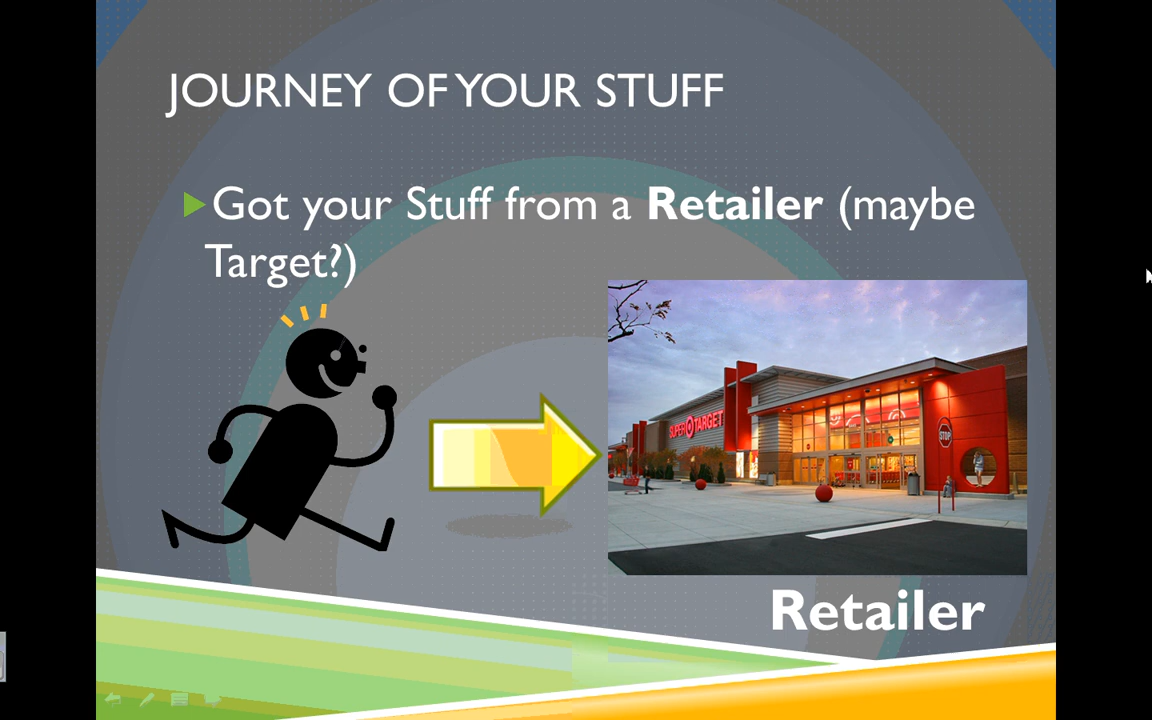 JOURNEY OF YOUR STUFF
Got your Stuff from a Retailer (maybe
Target?)
SUPER TARGET
STOP
Retailer